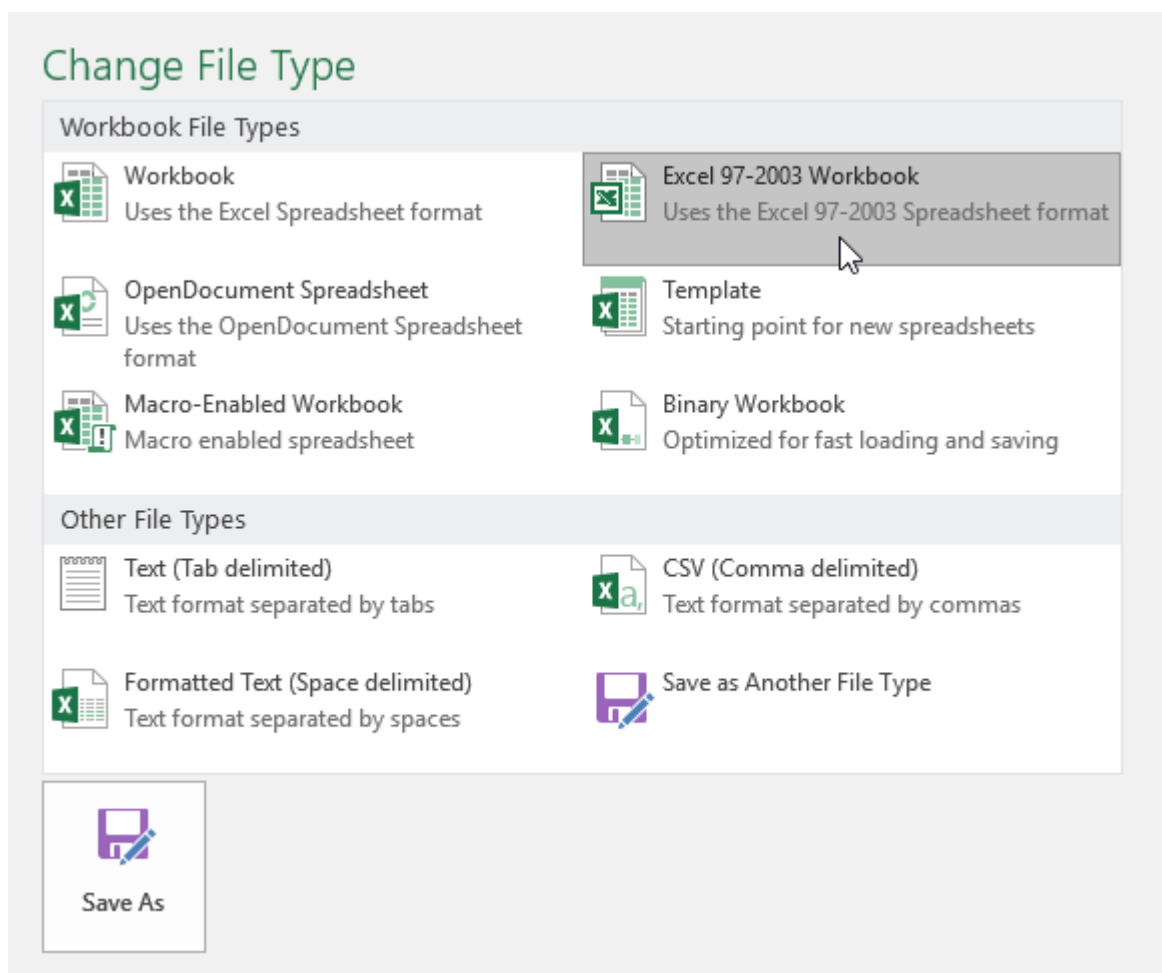 Change File Type
Workbook File Types
Workbook
Uses the Excel Spreadsheet format
Excel 97-2003 Workbook
Uses the Excel 97-2003 Spreadsheet format
OpenDocument Spreadsheet
Uses the OpenDocument Spreadsheet
format
Template
Starting point for new spreadsheets
Macro-Enabled Workbook
Macro enabled spreadsheet
Binary Workbook
Optimized for fast loading and saving
Other File Types
Text (Tab delimited)
Text format separated by tabs
CSV (Comma delimited)
Text format separated by commas
Formatted Text (Space delimited)
Text format separated by spaces
Save as Another File Type
Save As